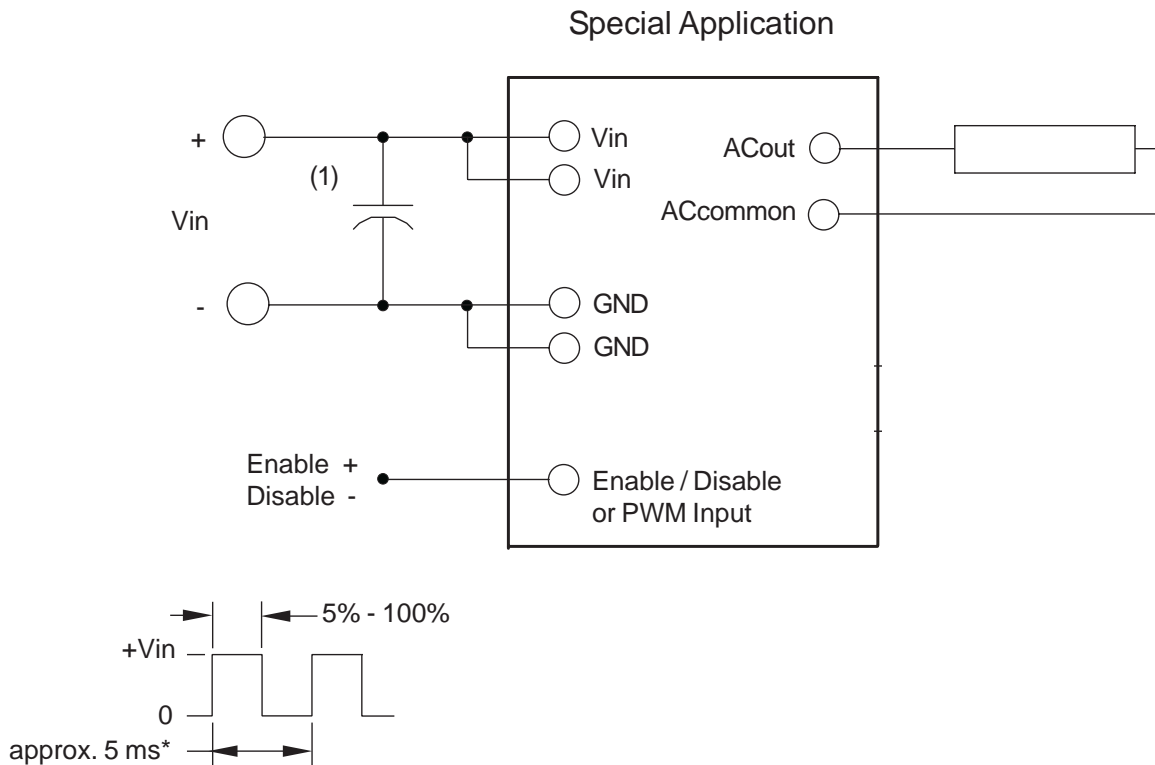 Special Application
+
Vin
ACout
(1)
Vin
ACcommon
Vin
-
GND
GND
Enable +
Disable -
Enable / Disable
or PWM Input
5% - 100%
+Vin
0
approx. 5 ms*